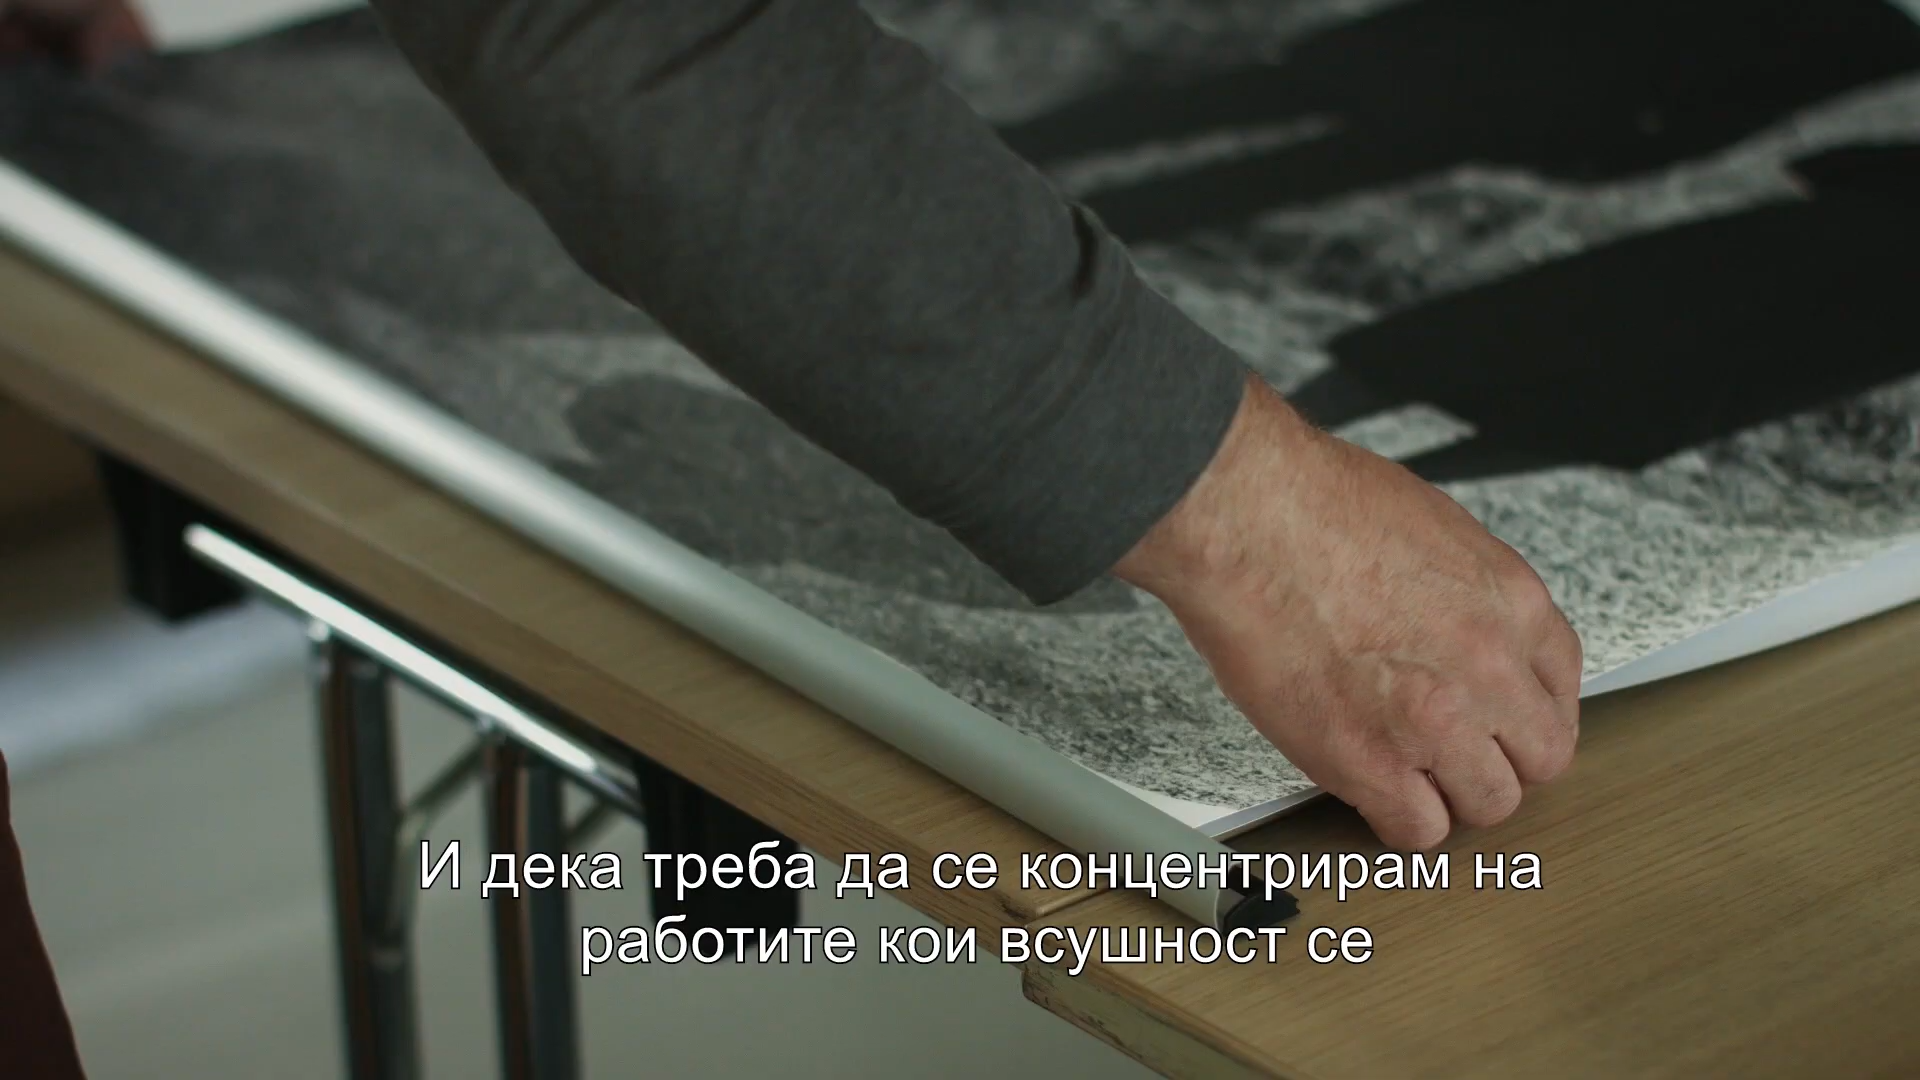 И дека треба да се концентрирам на
работите кои всушност се